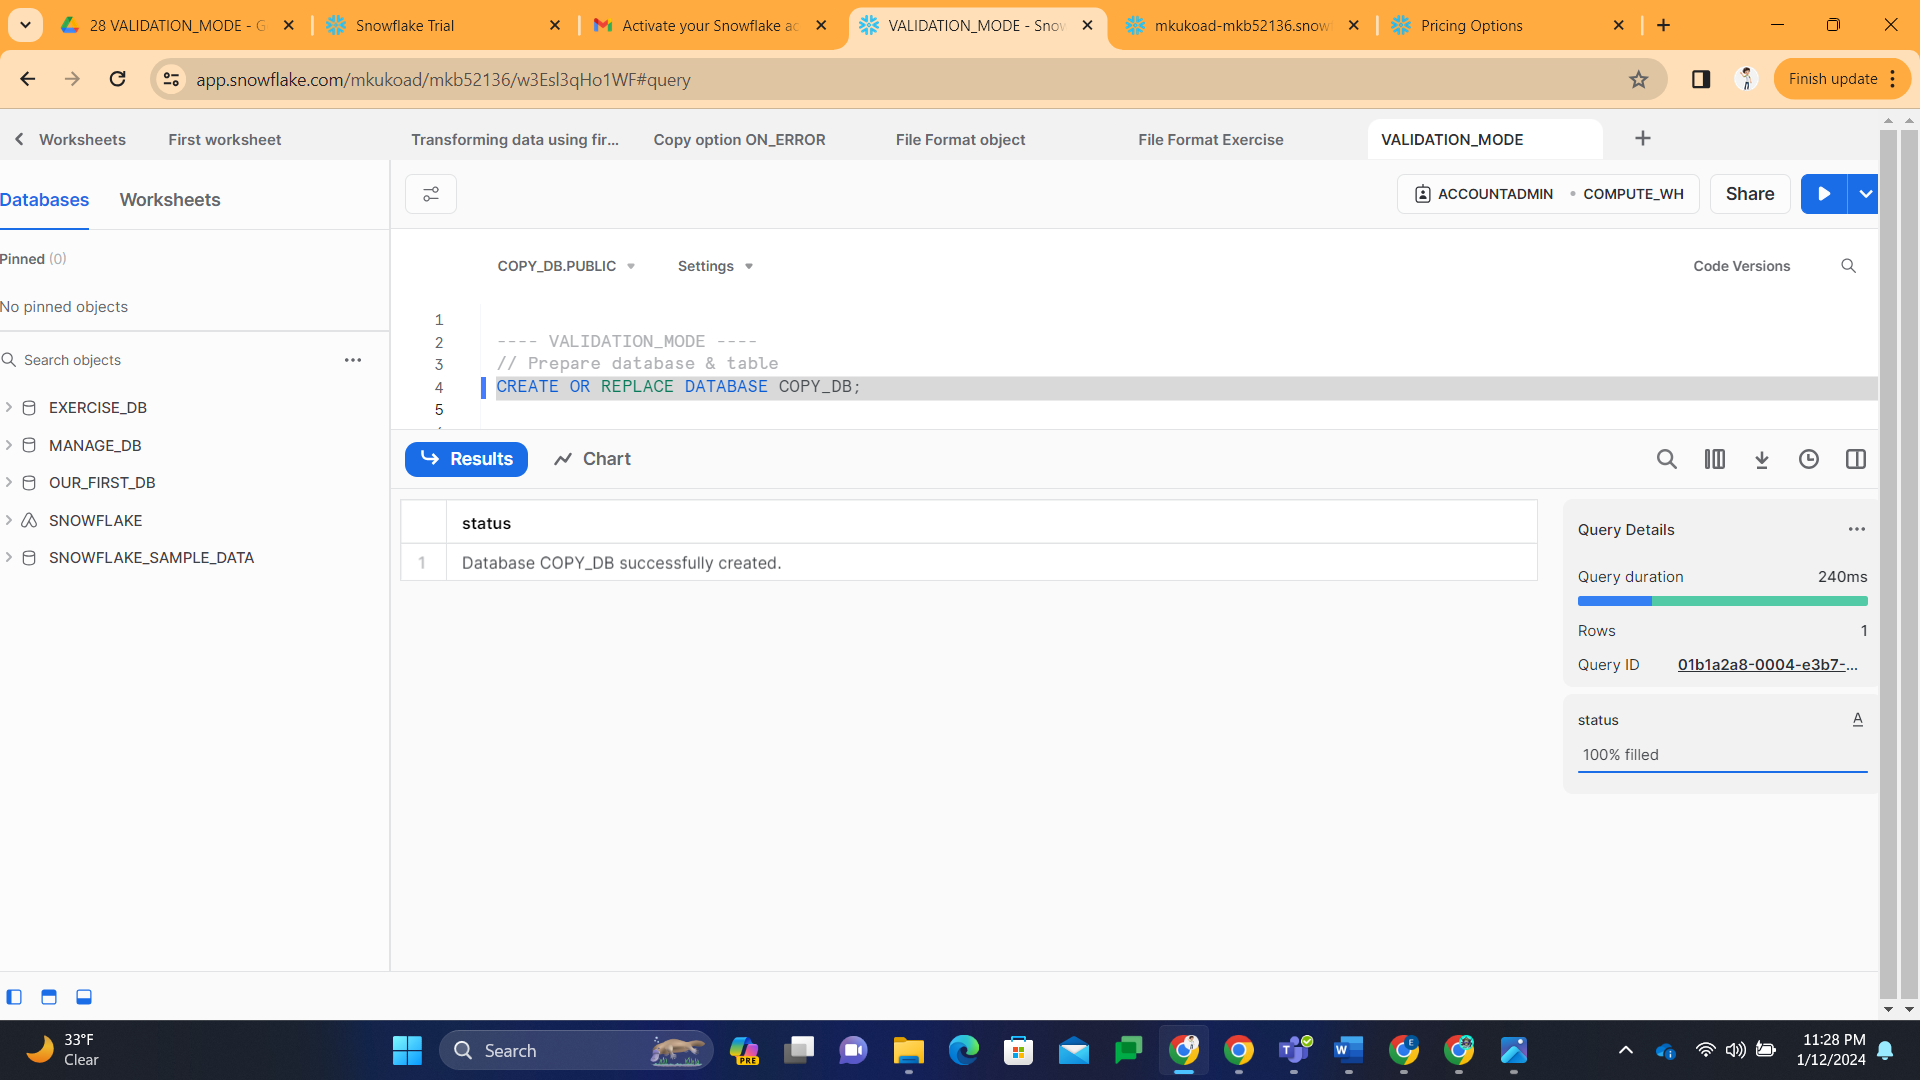 28 VALIDATION_MODE - G
Snowflake Trial
Activate your Snowflake ac
VALIDATION_MODE - Snow
mkukoad-mkb52136.snowf
Pricing Options
app.snowflake.com/mkukoad/mkb52136/w3Esl3qHo1WF#query
Finish update
Worksheets
First worksheet
Transforming data using fir...
Copy option ON_ERROR
File Format object
File Format Exercise
VALIDATION_MODE
Databases
Worksheets
ACCOUNTADMIN
COMPUTE_WH
Share
Pinned (0)
No pinned objects
Search objects
EXERCISE_DB
MANAGE_DB
OUR_FIRST_DB
SNOWFLAKE
SNOWFLAKE_SAMPLE_DATA
COPY_DB.PUBLIC
Settings
Code Versions
1
2 ---- VALIDATION_MODE ----
3 // Prepare database & table
4 CREATE OR REPLACE DATABASE COPY_DB;
5
Results
Chart
status
1 Database COPY_DB successfully created.
Query Details
Query duration 240ms
Rows 1
Query ID 01b1a2a8-0004-e3b7-...
status A
100% filled
33°F
Clear
Search
PRE
11:28 PM
1/12/2024